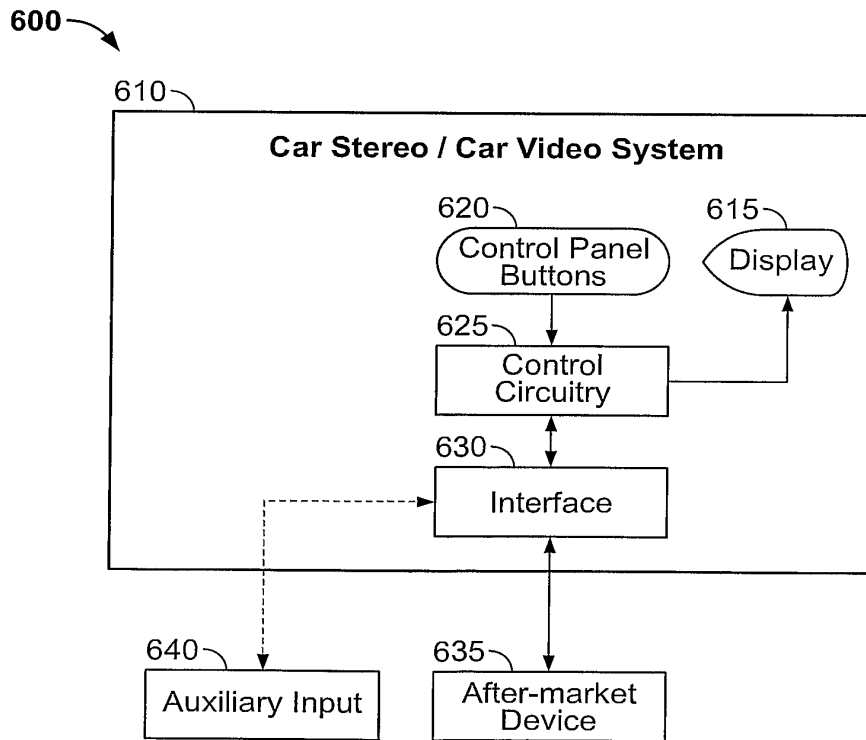 600
610
Car Stereo / Car Video System
620
615
Control Panel
Buttons
Display
625
Control
Circuitry
630
Interface
640
635
Auxiliary Input
After-market
Device